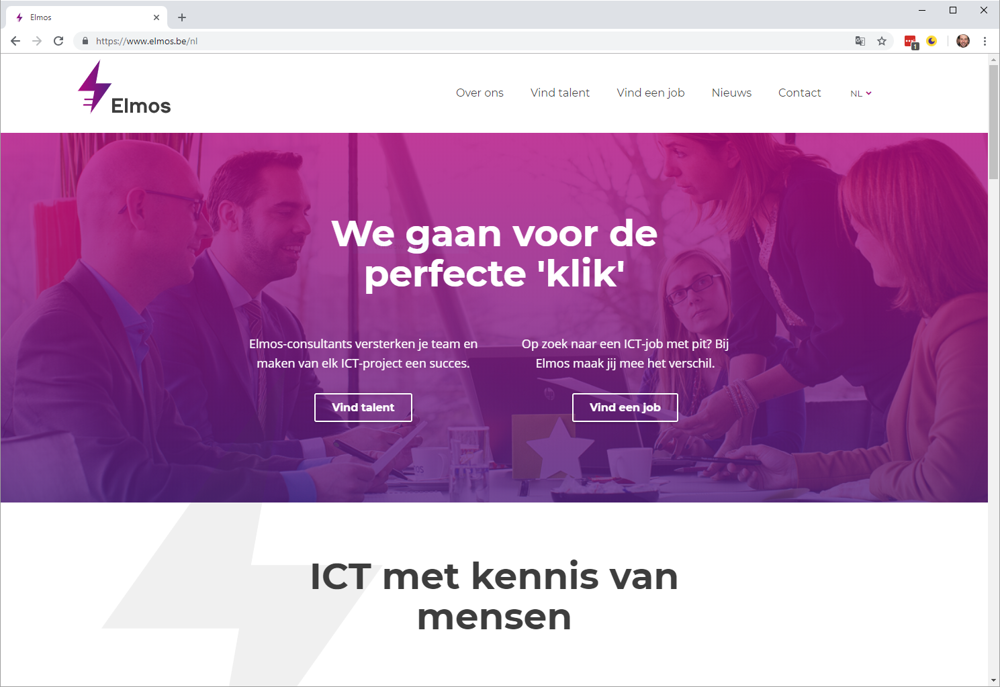 Elmos
https://www.elmos.be/nl
1
Elmos
Over ons
Vind talent
Vind een job
Nieuws
Contact
NL
We gaan voor de
perfecte 'klik'
Elmos-consultants versterken je team en
maken van elk ICT-project een succes.
Vind talent
Op zoek naar een ICT-job met pit? Bij
Elmos maak jij mee het verschil.
Vind een job
ICT met kennis van
mensen